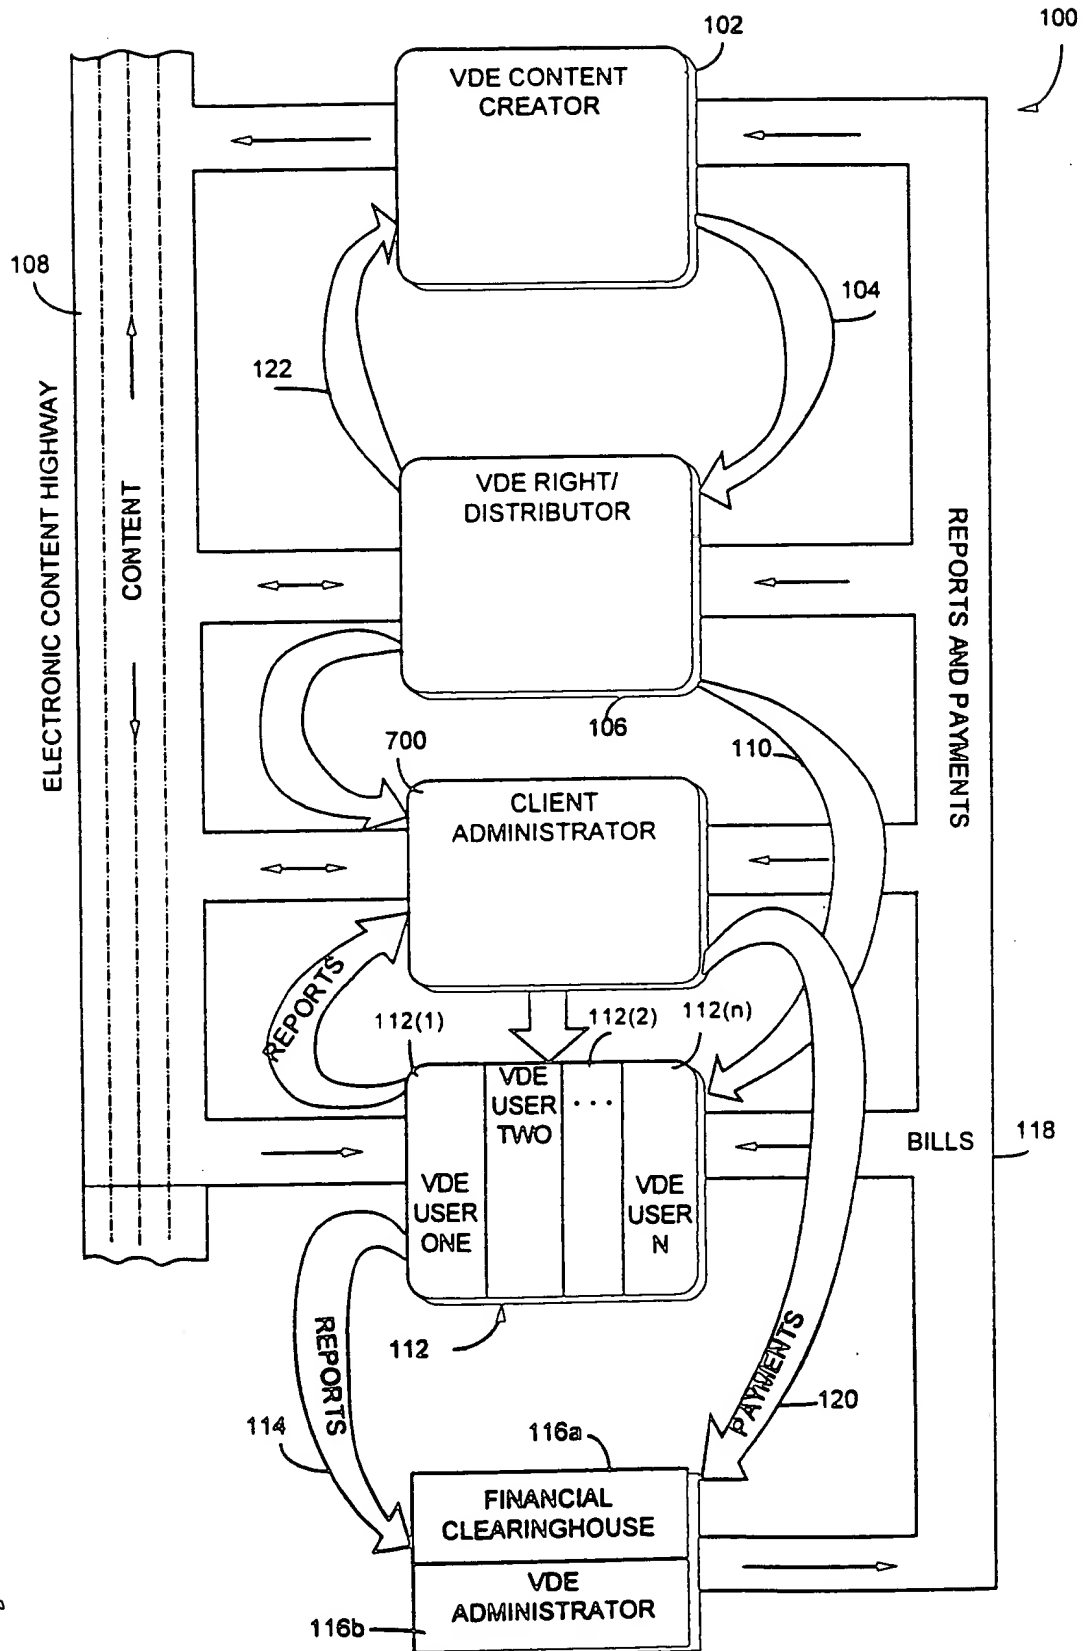 100
102
VDE CONTENT
CREATOR
108
104
122
ELECTRONIC CONTENT HIGHWAY
CONTENT
VDE RIGHT/
DISTRIBUTOR
REPORTS AND PAYMENTS
106
110
700
CLIENT
ADMINISTRATOR
REPORTS
112(1)
112(2)
112(n)
VDE
USER
TWO
...
VDE
USER
ONE
VDE
USER
N
BILLS
118
112
REPORTS
PAYMENTS
114
120
116a
FINANCIAL
CLEARINGHOUSE
VDE
ADMINISTRATOR
116b